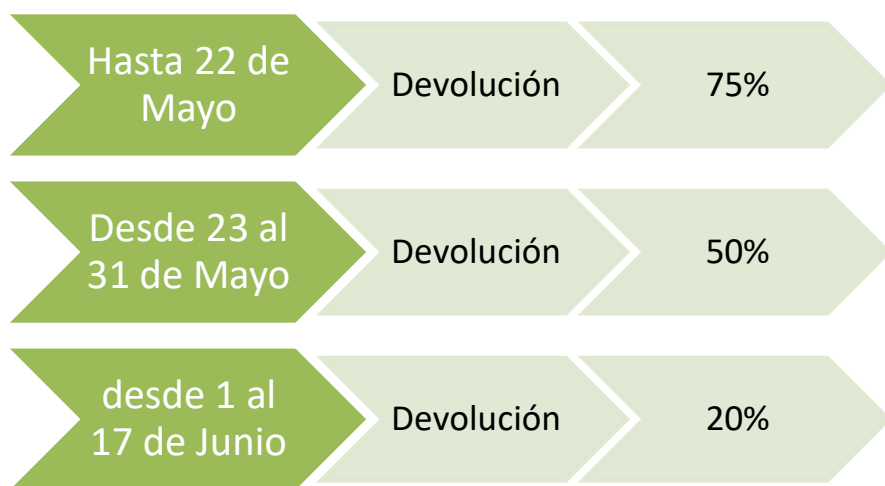 Hasta 22 de
Mayo
Devolución
75%
Desde 23 al
31 de Mayo
Devolución
50%
desde 1 al
17 de Junio
Devolución
20%